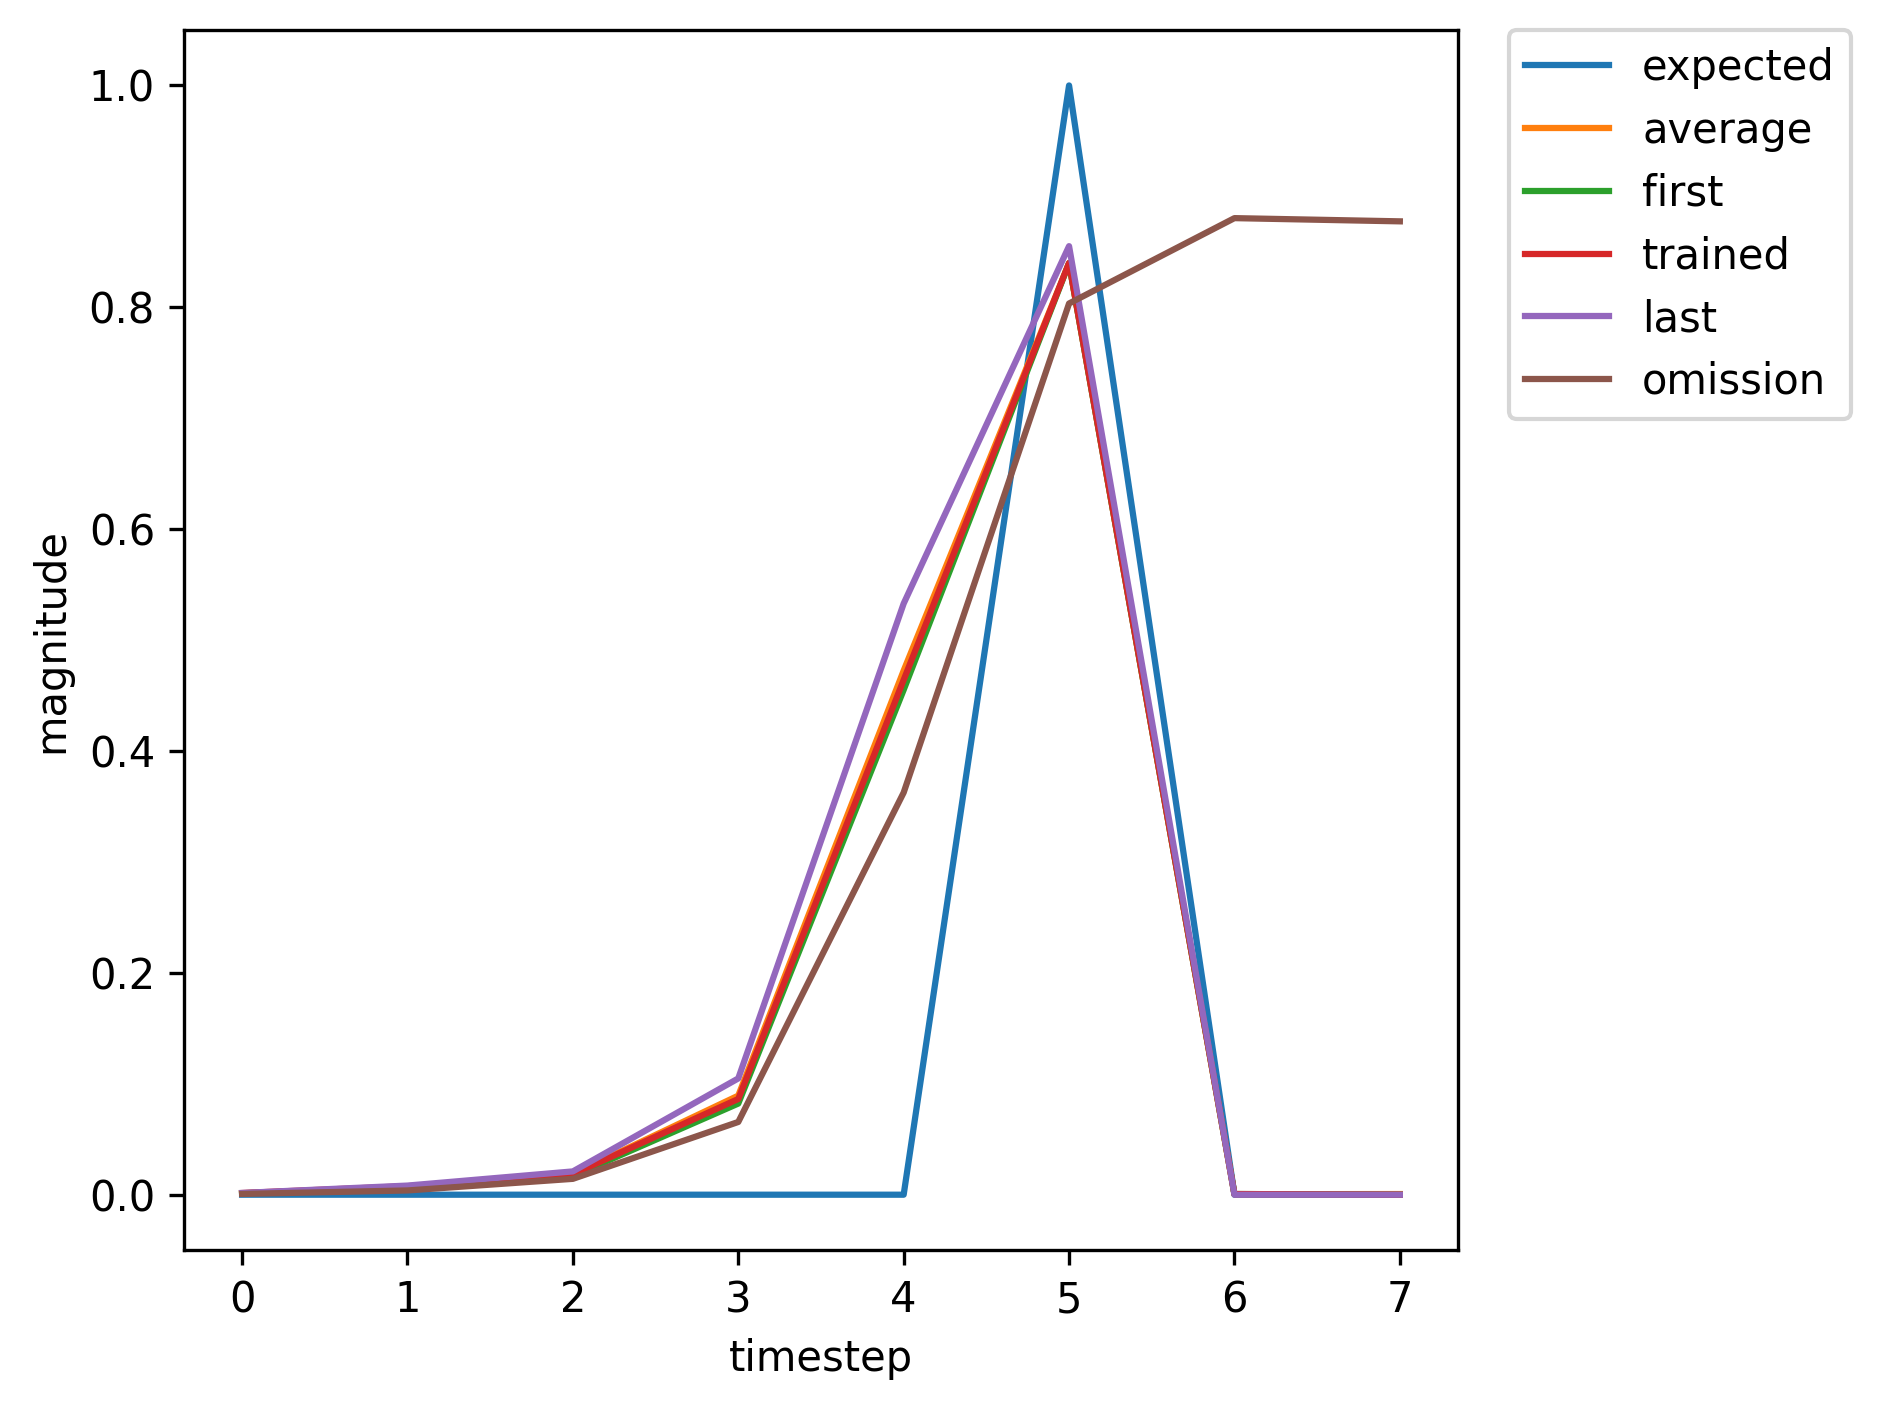 1.0
0.8
0.6
0.4
0.2
0.0
magnitude
0 1 2 3 4 5 6 7
timestep
expected
average
first
trained
last
omission